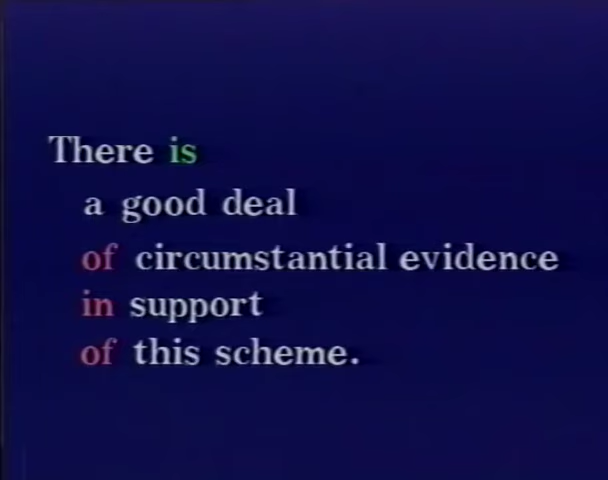 There is
a good deal
of circumstantial evidence
in support
of this scheme.